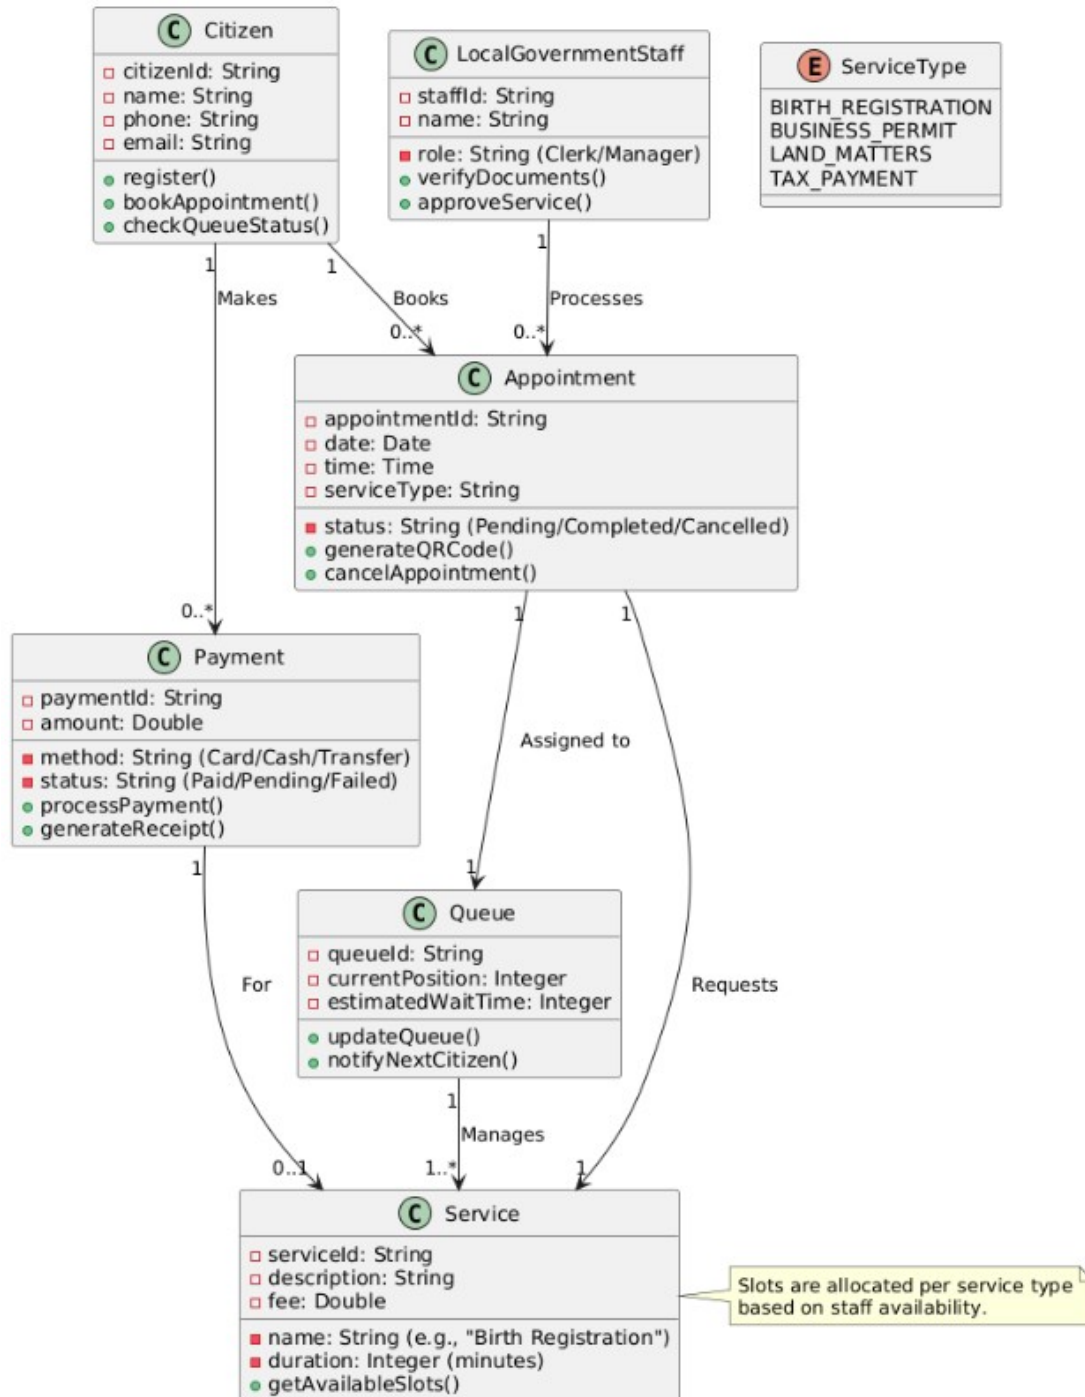 C Citizen
citizenId: String
name: String
phone: String
email: String
register()
bookAppointment()
checkQueueStatus()
C LocalGovernmentStaff
staffId: String
name: String
role: String (Clerk/Manager)
verifyDocuments()
approveService()
E ServiceType
BIRTH_REGISTRATION
BUSINESS_PERMIT
LAND_MATTERS
TAX_PAYMENT
1
Makes
0..*
1
Books
0..*
1
Processes
0..*
C Appointment
appointmentId: String
date: Date
time: Time
serviceType: String
status: String (Pending/Completed/Cancelled)
generateQRCode()
cancelAppointment()
C Payment
paymentId: String
amount: Double
method: String (Card/Cash/Transfer)
status: String (Paid/Pending/Failed)
processPayment()
generateReceipt()
1
Assigned to
1
1
Requests
1
1
For
0..1
C Queue
queueId: String
currentPosition: Integer
estimatedWaitTime: Integer
updateQueue()
notifyNextCitizen()
1
Manages
1..*
C Service
serviceId: String
description: String
fee: Double
name: String (e.g., "Birth Registration")
duration: Integer (minutes)
getAvailableSlots()
Slots are allocated per service type
based on staff availability.